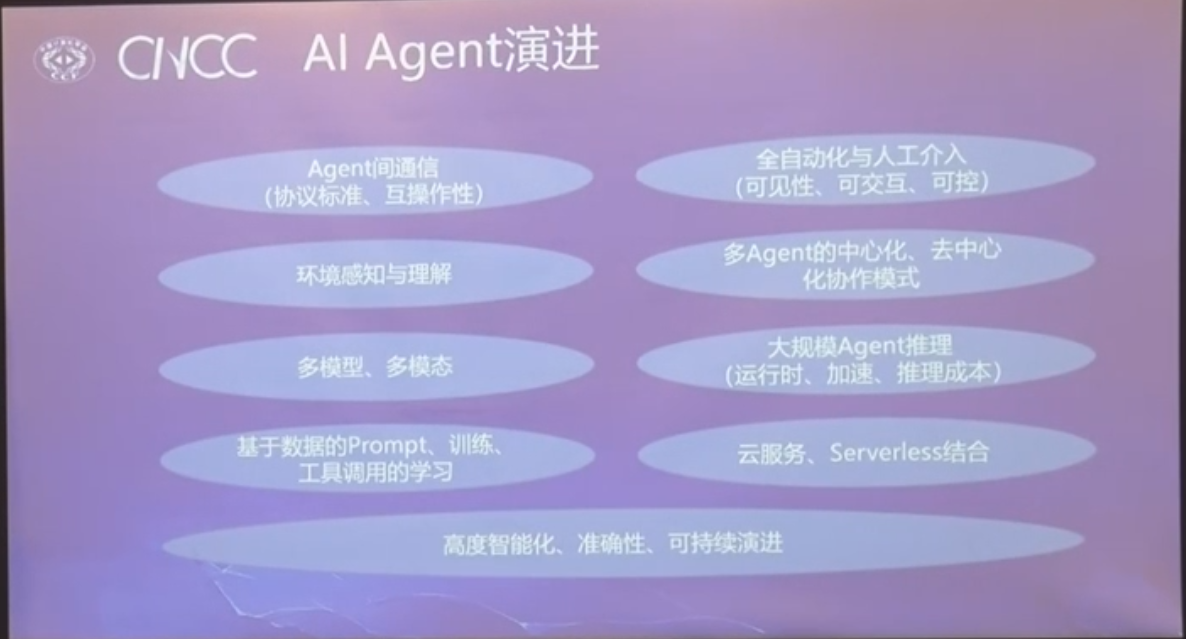 CNCC
AI Agent演进
Agent间通信
(协议标准、互操作性)
全自动化与人工介入
(可见性、可交互、可控)
环境感知与理解
多Agent的中心化、去中心
化协作模式
多模型、多模态
大规模Agent推理
(运行时、加速、推理成本)
基于数据的Prompt、训练、
工具调用的学习
云服务、Serverless结合
高度智能化、准确性、可持续演进